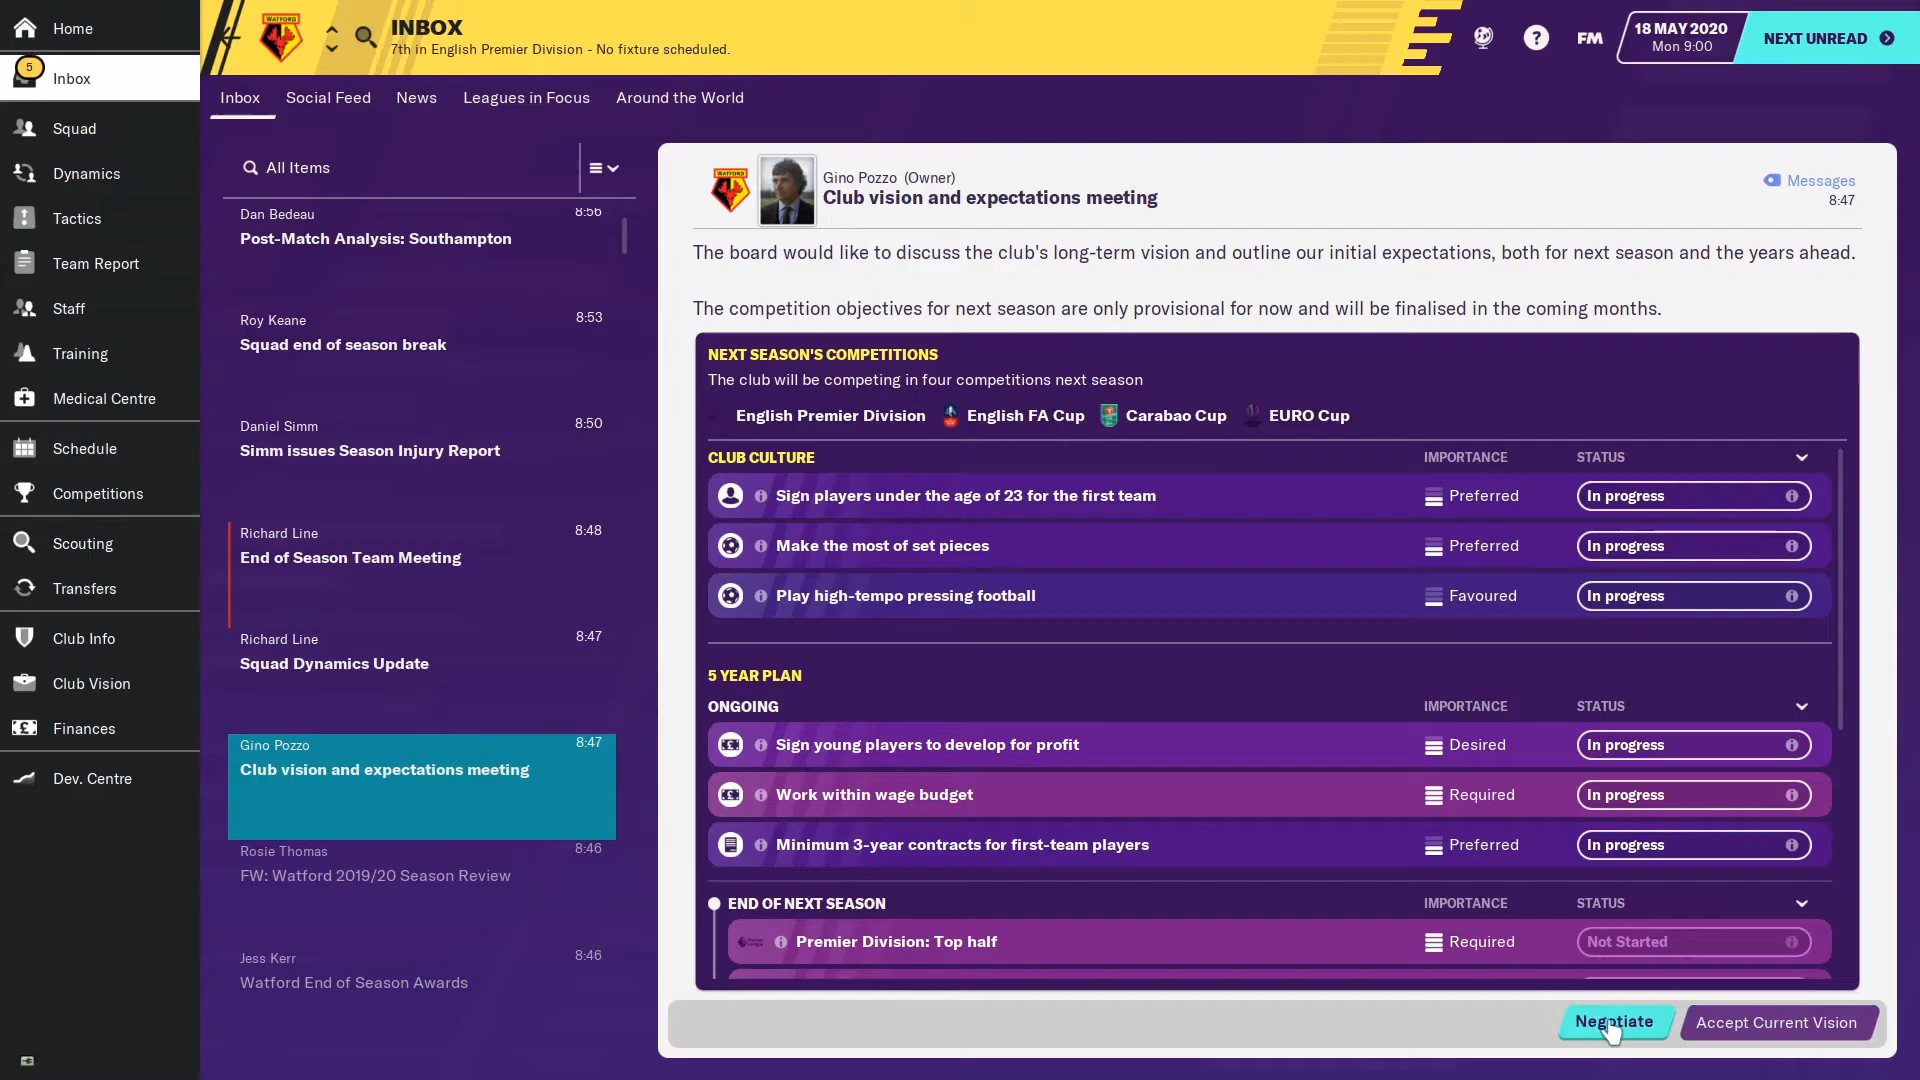 Home
5
Inbox
Squad
Dynamics
Tactics
Team Report
Staff
Training
Medical Centre
Schedule
Competitions
Scouting
Transfers
Club Info
Club Vision
Finances
Dev. Centre
WATFORD
INBOX
7th in English Premier Division - No fixture scheduled.
?
FM
18 MAY 2020
Mon 9:00
NEXT UNREAD
Inbox Social Feed News Leagues in Focus Around the World
All Items
Dan Bedeau 8:56
Post-Match Analysis: Southampton
Roy Keane 8:53
Squad end of season break
Daniel Simm 8:50
Simm issues Season Injury Report
Richard Line 8:48
End of Season Team Meeting
Richard Line 8:47
Squad Dynamics Update
Gino Pozzo 8:47
Club vision and expectations meeting
Rosie Thomas 8:46
FW: Watford 2019/20 Season Review
Jess Kerr 8:46
Watford End of Season Awards
WATFORD
Gino Pozzo (Owner)
Club vision and expectations meeting
Messages
8:47
The board would like to discuss the club's long-term vision and outline our initial expectations, both for next season and the years ahead.
The competition objectives for next season are only provisional for now and will be finalised in the coming months.
NEXT SEASON'S COMPETITIONS
The club will be competing in four competitions next season
English Premier Division English FA Cup Carabao Cup EURO Cup
CLUB CULTURE IMPORTANCE STATUS
Sign players under the age of 23 for the first team Preferred In progress
Make the most of set pieces Preferred In progress
Play high-tempo pressing football Favoured In progress
5 YEAR PLAN
ONGOING IMPORTANCE STATUS
Sign young players to develop for profit Desired In progress
Work within wage budget Required In progress
Minimum 3-year contracts for first-team players Preferred In progress
END OF NEXT SEASON IMPORTANCE STATUS
Premier Division: Top half Required Not Started
Negotiate
Accept Current Vision